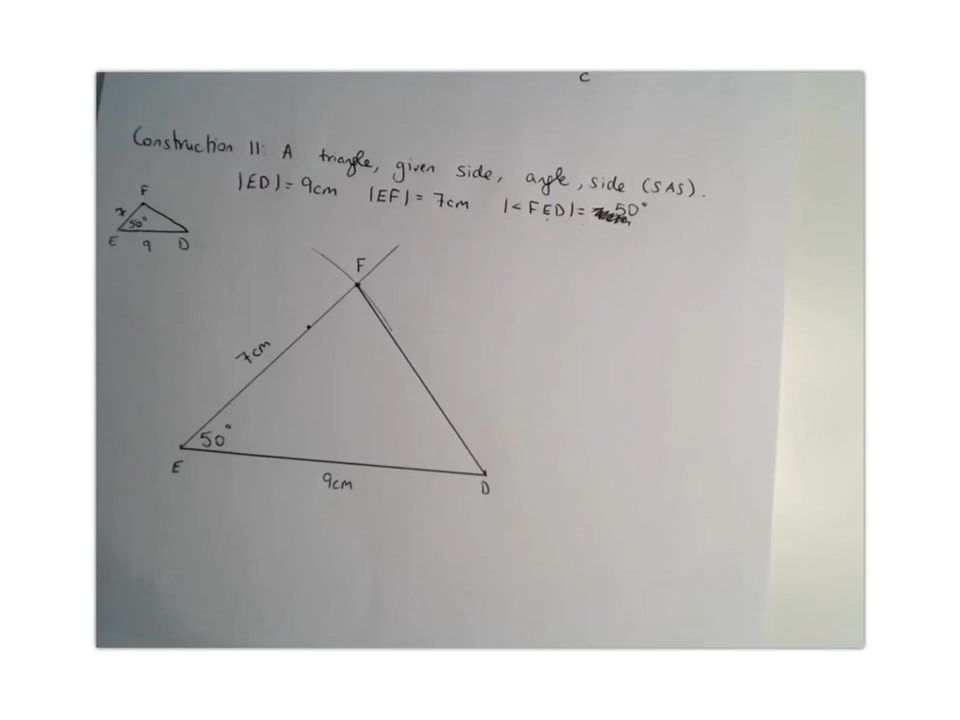 C
Construction 11: A triangle, given side, angle, side (SAS).
|ED| = 9cm |EF| = 7cm |<FED| = 50°
F
50°
E 9 D
F
7cm
50°
E
9cm
D